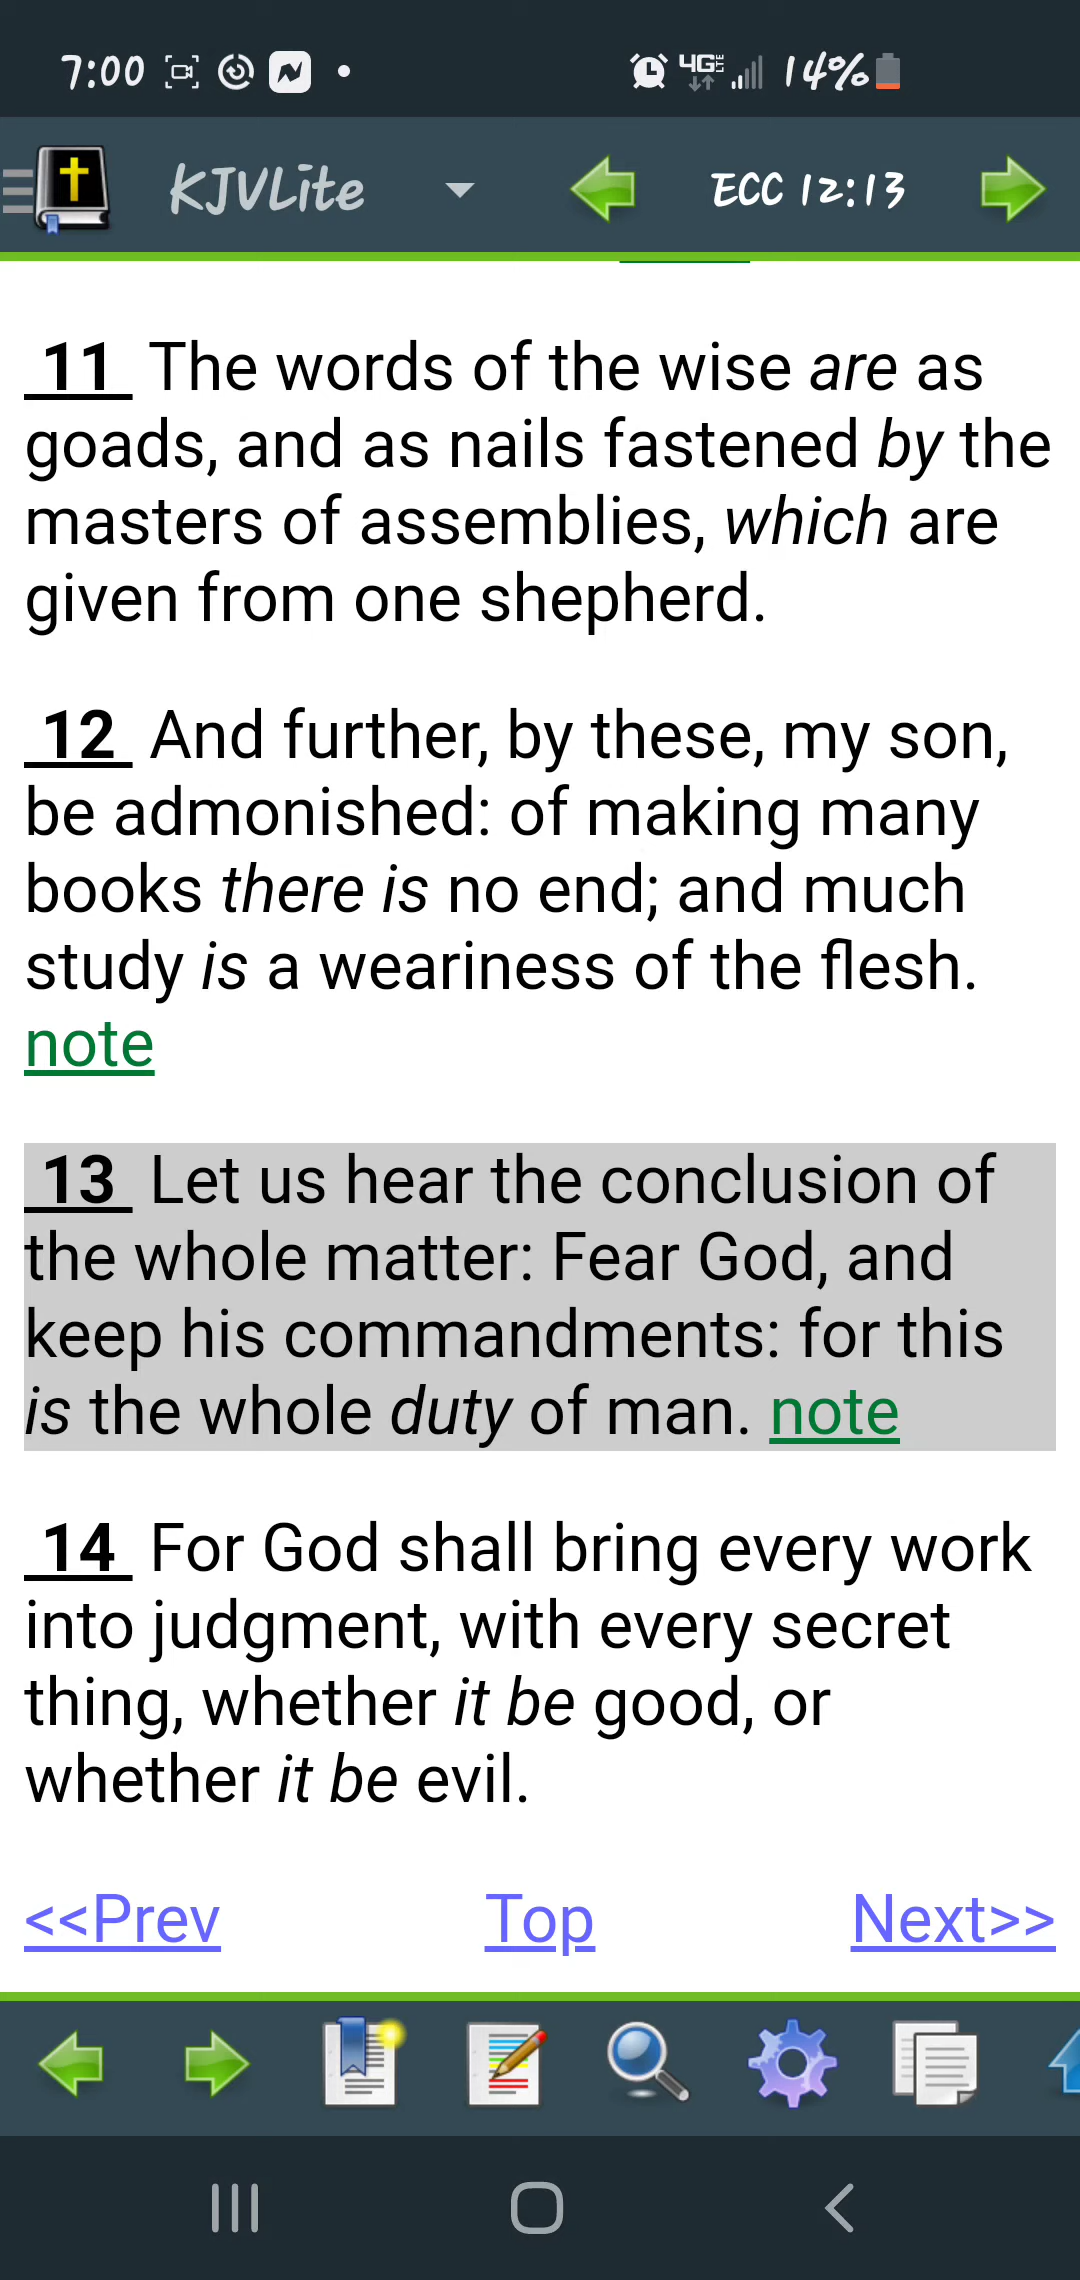 7:00 4G LTE 14%
KJVLite ECC 12:13
11 The words of the wise are as
goads, and as nails fastened by the
masters of assemblies, which are
given from one shepherd.
12 And further, by these, my son,
be admonished: of making many
books there is no end; and much
study is a weariness of the flesh.
note
13 Let us hear the conclusion of
the whole matter: Fear God, and
keep his commandments: for this
is the whole duty of man. note
14 For God shall bring every work
into judgment, with every secret
thing, whether it be good, or
whether it be evil.
<<Prev Top Next>>